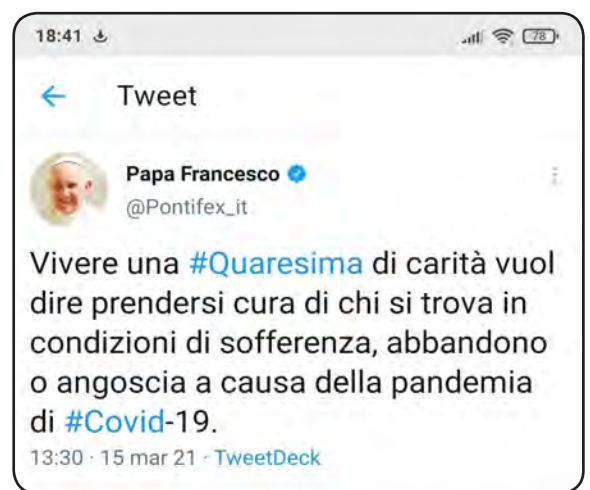 18:41
78
Tweet
Papa Francesco
@Pontifex_it
Vivere una #Quaresima di carità vuol
dire prendersi cura di chi si trova in
condizioni di sofferenza, abbandono
o angoscia a causa della pandemia
di #Covid-19.
13:30 · 15 mar 21 · TweetDeck